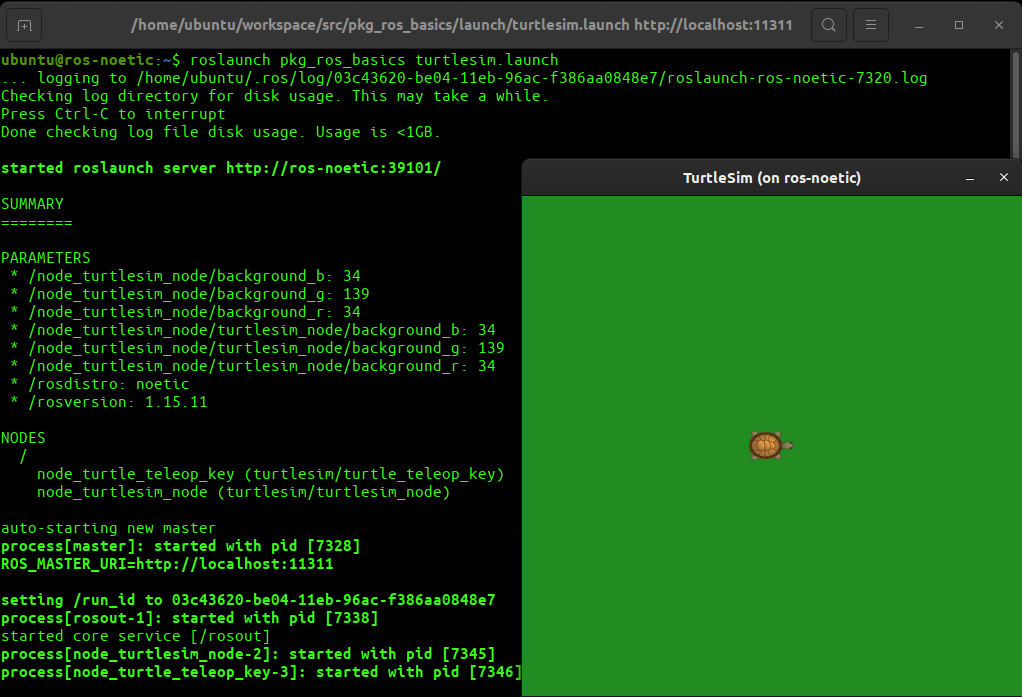 /home/ubuntu/workspace/src/pkg_ros_basics/launch/turtlesim.launch http://localhost:11311
ubuntu@ros-noetic:~$ roslaunch pkg_ros_basics turtlesim.launch
... logging to /home/ubuntu/.ros/log/03c43620-be04-11eb-96ac-f386aa0848e7/roslaunch-ros-noetic-7320.log
Checking log directory for disk usage. This may take a while.
Press Ctrl-C to interrupt
Done checking log file disk usage. Usage is <1GB.
started roslaunch server http://ros-noetic:39101/
SUMMARY
========
PARAMETERS
* /node_turtlesim_node/background_b: 34
* /node_turtlesim_node/background_g: 139
* /node_turtlesim_node/background_r: 34
* /node_turtlesim_node/turtlesim_node/background_b: 34
* /node_turtlesim_node/turtlesim_node/background_g: 139
* /node_turtlesim_node/turtlesim_node/background_r: 34
* /rosdistro: noetic
* /rosversion: 1.15.11
NODES
/
node_turtle_teleop_key (turtlesim/turtle_teleop_key)
node_turtlesim_node (turtlesim/turtlesim_node)
auto-starting new master
process[master]: started with pid [7328]
ROS_MASTER_URI=http://localhost:11311
setting /run_id to 03c43620-be04-11eb-96ac-f386aa0848e7
process[rosout-1]: started with pid [7338]
started core service [/rosout]
process[node_turtlesim_node-2]: started with pid [7345]
process[node_turtle_teleop_key-3]: started with pid [7346]
TurtleSim (on ros-noetic)